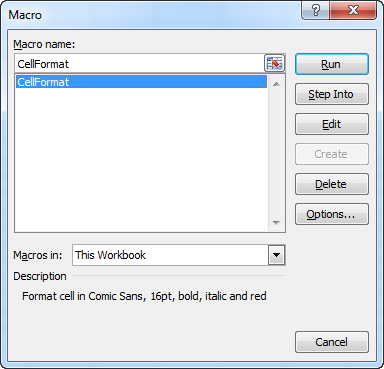 Macro
Macro name:
CellFormat
CellFormat
Run
Step Into
Edit
Create
Delete
Options...
Macros in:
This Workbook
Description
Format cell in Comic Sans, 16pt, bold, italic and red
Cancel